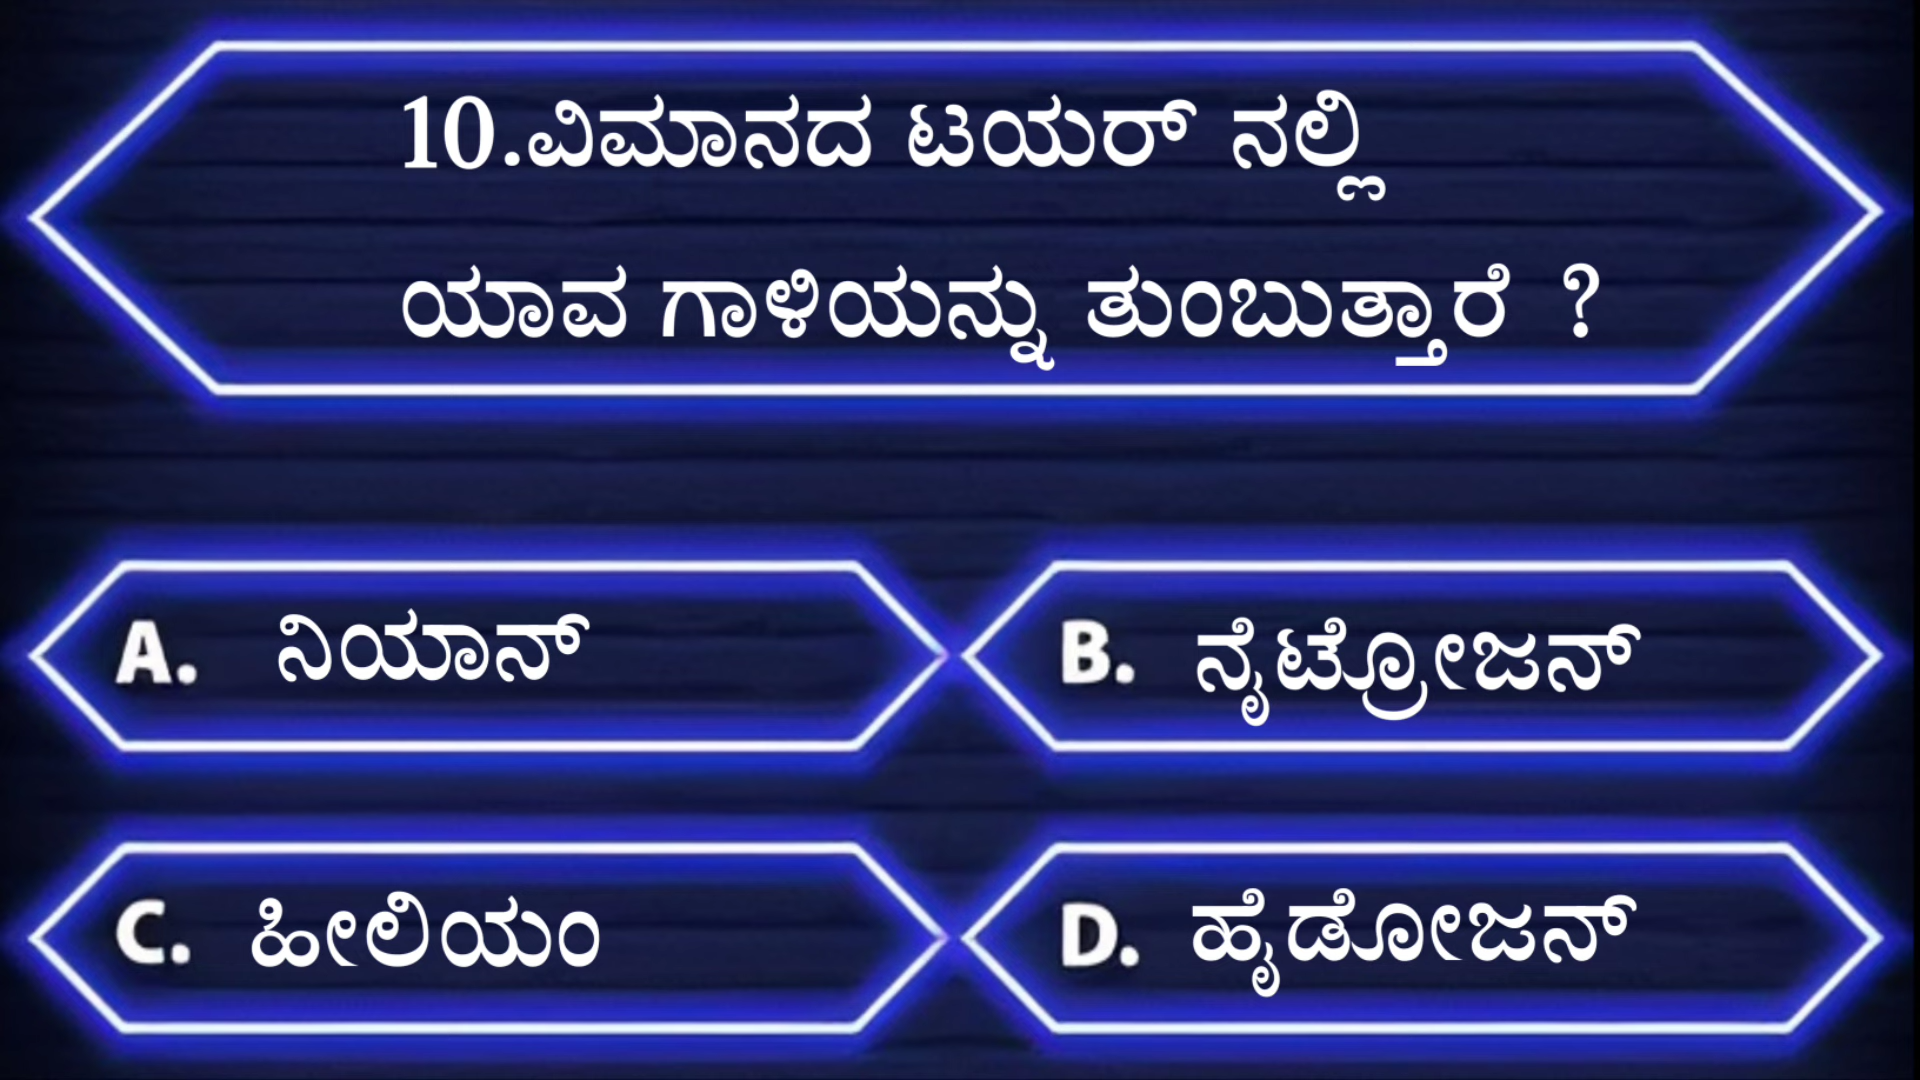 10.ವಿಮಾನದ ಟಯರ್ ನಲ್ಲಿ
ಯಾವ ಗಾಳಿಯನ್ನು ತುಂಬುತ್ತಾರೆ ?
A. ನಿಯಾನ್
B. ನೈಟ್ರೋಜನ್
C. ಹೀಲಿಯಂ
D. ಹೈಡೋಜನ್